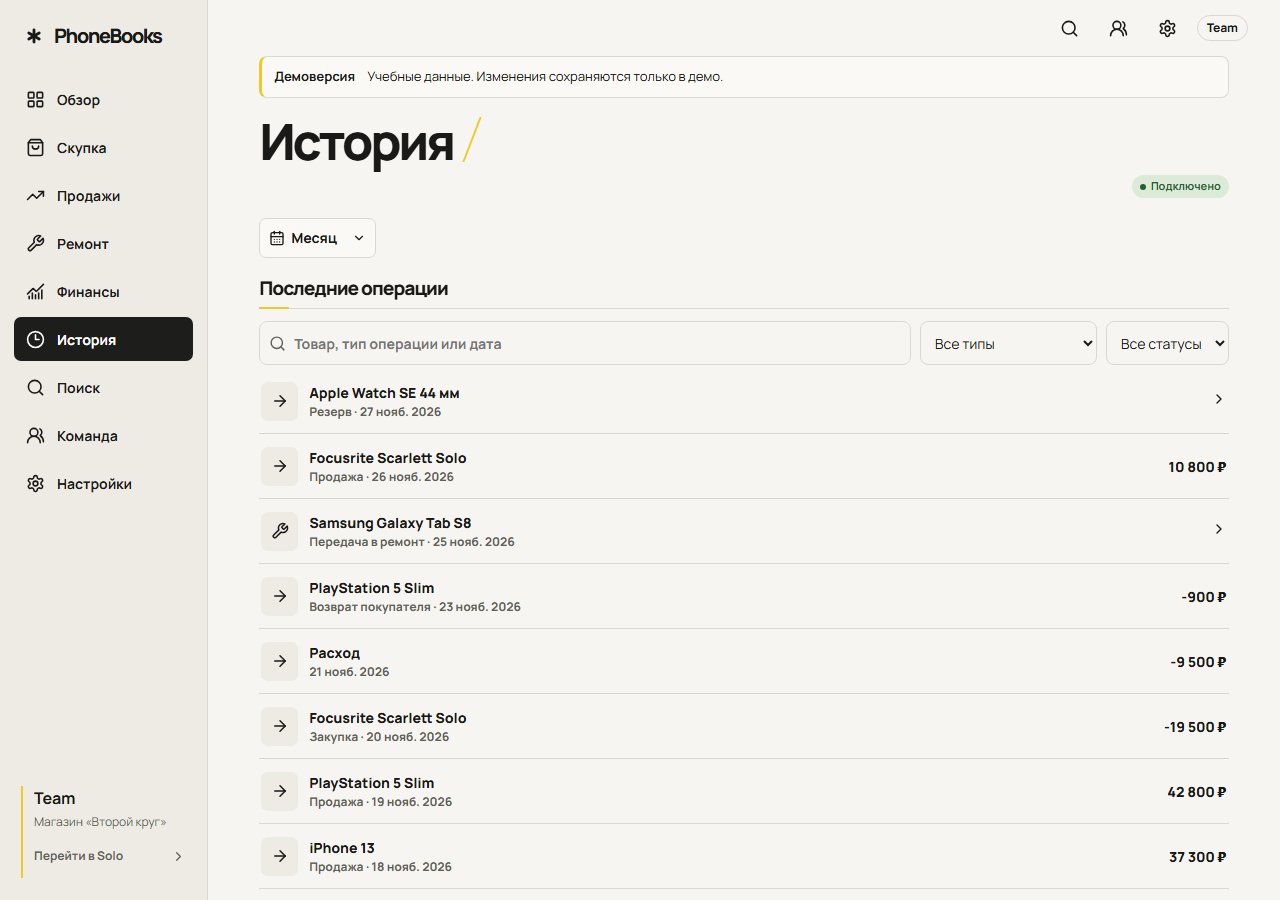 PhoneBooks
Team
Обзор
Скупка
Продажи
Ремонт
Финансы
История
Поиск
Команда
Настройки
Team
Магазин «Второй круг»
Перейти в Solo
Демоверсия Учебные данные. Изменения сохраняются только в демо.
История /
Подключено
Месяц
Последние операции
Товар, тип операции или дата
Все типы
Все статусы
Apple Watch SE 44 мм
Резерв · 27 нояб. 2026
Focusrite Scarlett Solo
Продажа · 26 нояб. 2026
10 800 ₽
Samsung Galaxy Tab S8
Передача в ремонт · 25 нояб. 2026
PlayStation 5 Slim
Возврат покупателя · 23 нояб. 2026
-900 ₽
Расход
21 нояб. 2026
-9 500 ₽
Focusrite Scarlett Solo
Закупка · 20 нояб. 2026
-19 500 ₽
PlayStation 5 Slim
Продажа · 19 нояб. 2026
42 800 ₽
iPhone 13
Продажа · 18 нояб. 2026
37 300 ₽